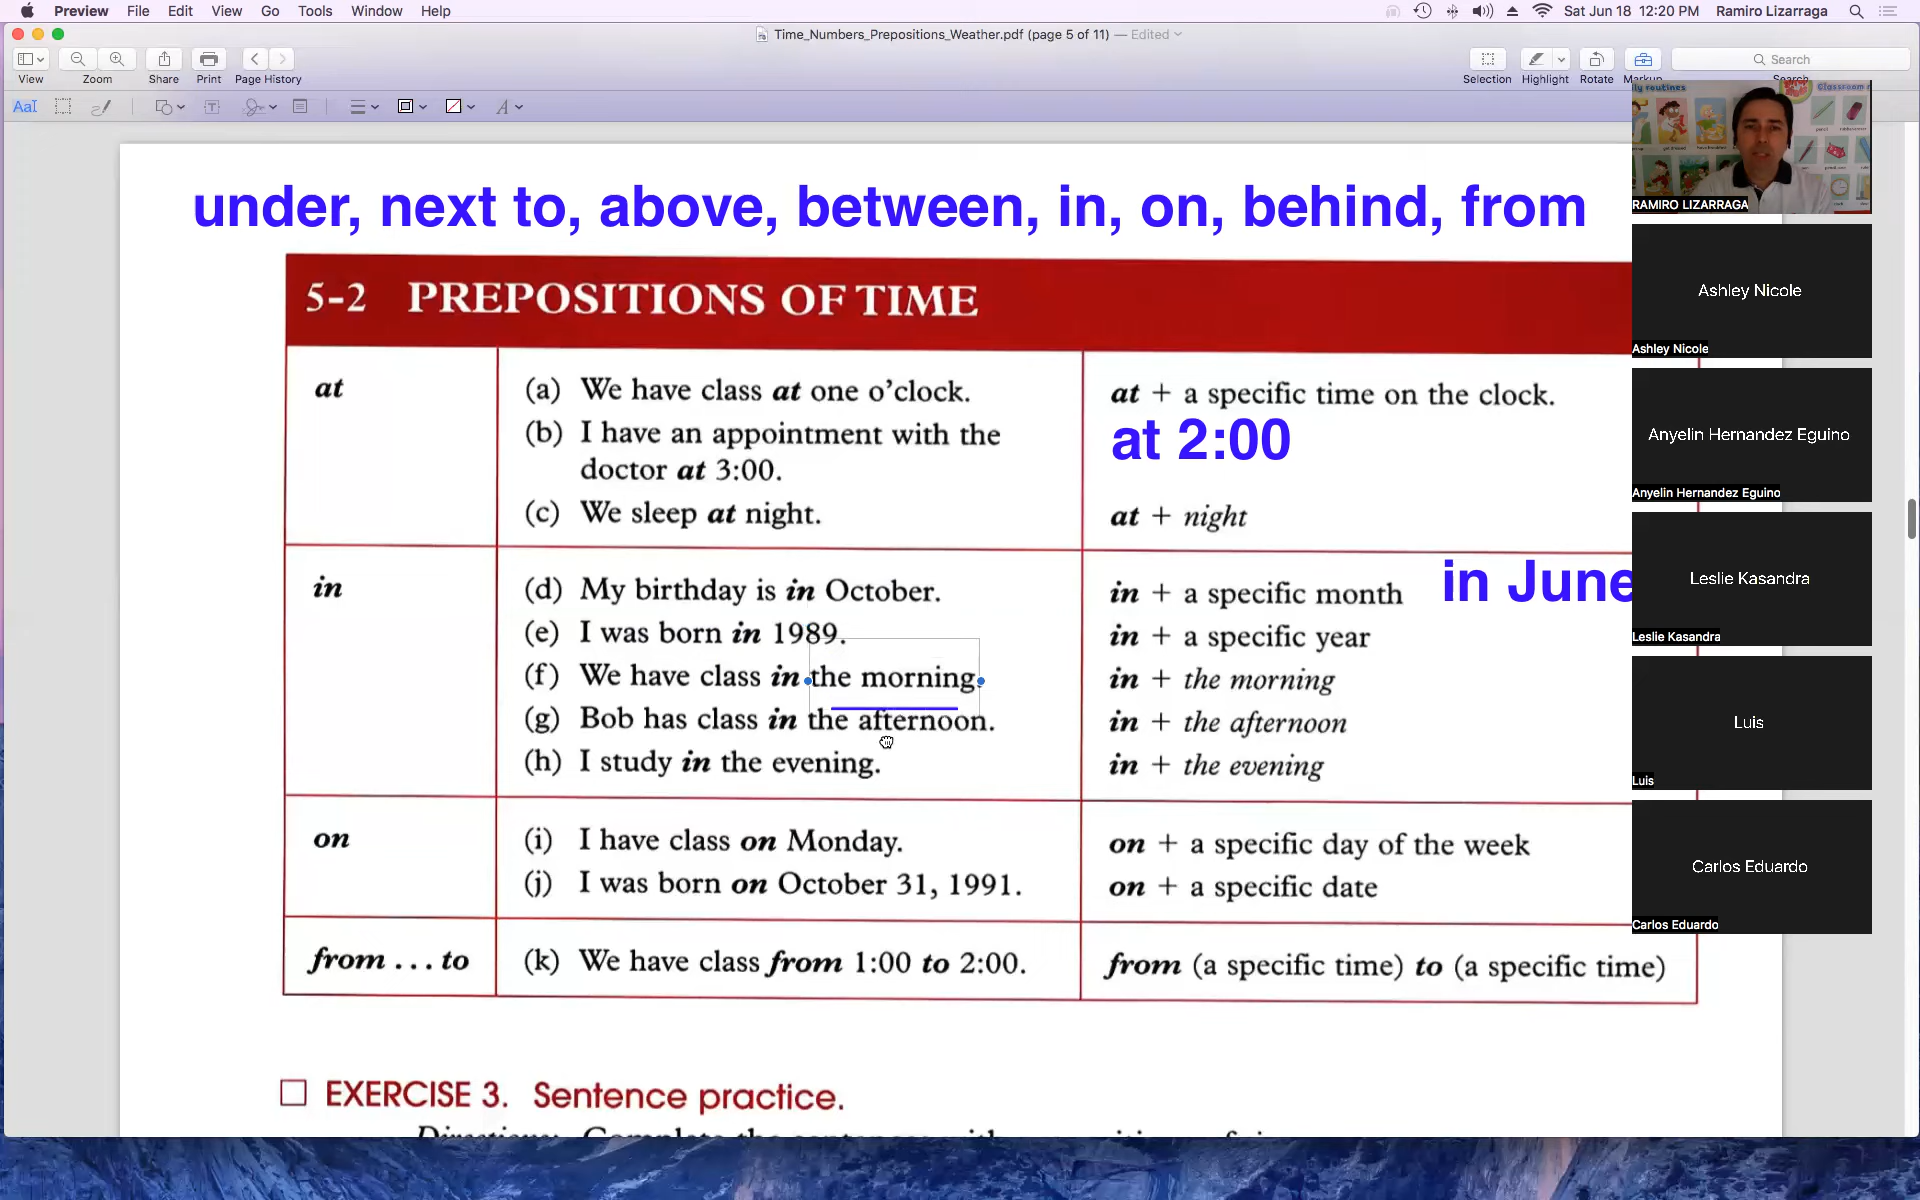 Preview File Edit View Go Tools Window Help
Sat Jun 18 12:20 PM Ramiro Lizarraga
Time_Numbers_Prepositions_Weather.pdf (page 5 of 11) — Edited
Search
View Zoom Share Print Page History Selection Highlight Rotate Markup Search
AaI
under, next to, above, between, in, on, behind, from
5-2 PREPOSITIONS OF TIME
at
(a) We have class at one o'clock.
(b) I have an appointment with the
doctor at 3:00.
(c) We sleep at night.
at + a specific time on the clock.
at 2:00
at + night
in
(d) My birthday is in October.
(e) I was born in 1989.
(f) We have class in the morning.
(g) Bob has class in the afternoon.
(h) I study in the evening.
in + a specific month in June
in + a specific year
in + the morning
in + the afternoon
in + the evening
on
(i) I have class on Monday.
(j) I was born on October 31, 1991.
on + a specific day of the week
on + a specific date
from ... to
(k) We have class from 1:00 to 2:00.
from (a specific time) to (a specific time)
EXERCISE 3. Sentence practice.
ly routines
Classroom
RAMIRO LIZARRAGA
Ashley Nicole
Ashley Nicole
Anyelin Hernandez Eguino
Anyelin Hernandez Eguino
Leslie Kasandra
Leslie Kasandra
Luis
Luis
Carlos Eduardo
Carlos Eduardo